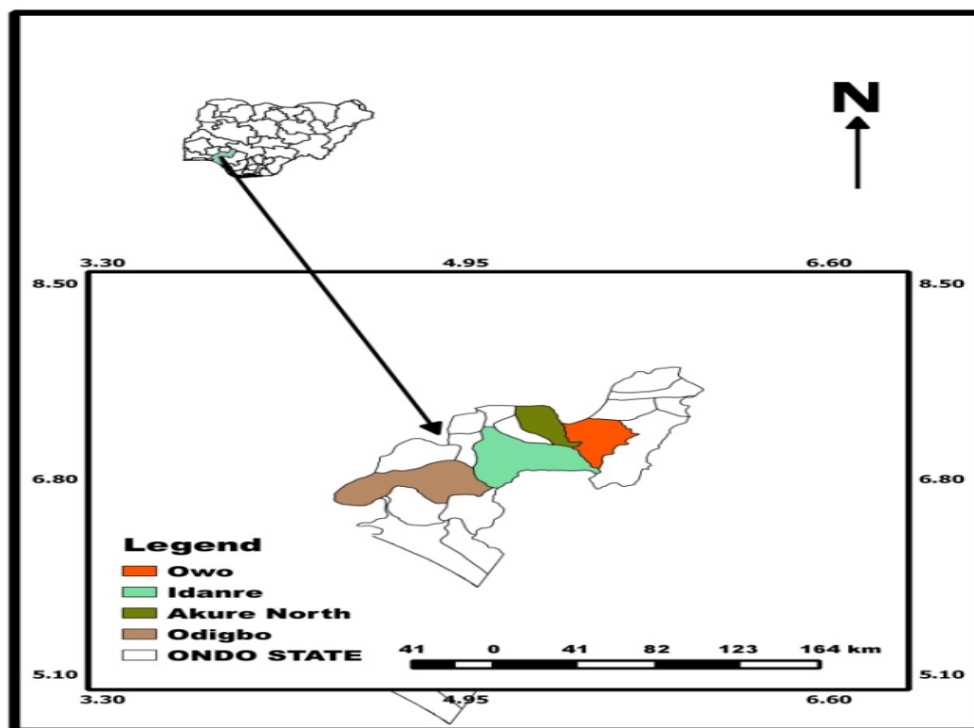 N
3.30 4.95 6.60
8.50 8.50
6.80 6.80
Legend
Owo
Idanre
Akure North
Odigbo
ONDO STATE
41 0 41 82 123 164 km
5.10 5.10
3.30 4.95 6.60